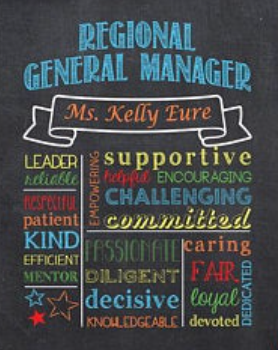 REGIONAL
GENERAL MANAGER
Ms. Kelly Eure
LEADER
reliable
RESPECTFUL
patient
KIND
EFFICIENT
MENTOR
EMPOWERING
supportive
helpful ENCOURAGING
CHALLENGING
committed
PASSIONATE
DILIGENT
decisive
KNOWLEDGEABLE
caring
FAIR
loyal
devoted
DEDICATED